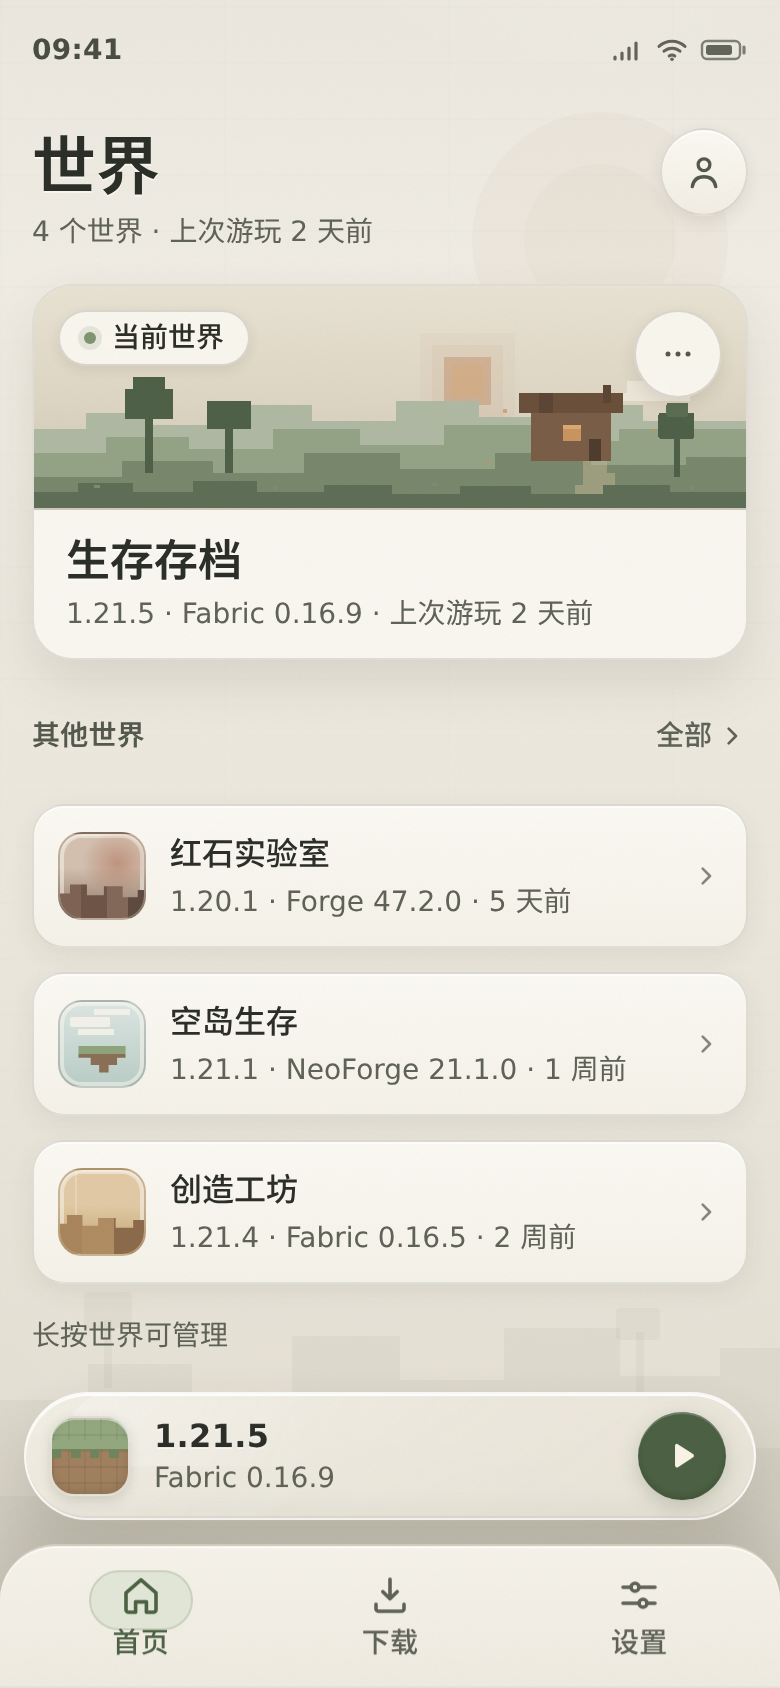 09:41
世界
4 个世界 · 上次游玩 2 天前
当前世界
生存存档
1.21.5 · Fabric 0.16.9 · 上次游玩 2 天前
其他世界
全部
红石实验室
1.20.1 · Forge 47.2.0 · 5 天前
空岛生存
1.21.1 · NeoForge 21.1.0 · 1 周前
创造工坊
1.21.4 · Fabric 0.16.5 · 2 周前
长按世界可管理
1.21.5
Fabric 0.16.9
首页
下载
设置